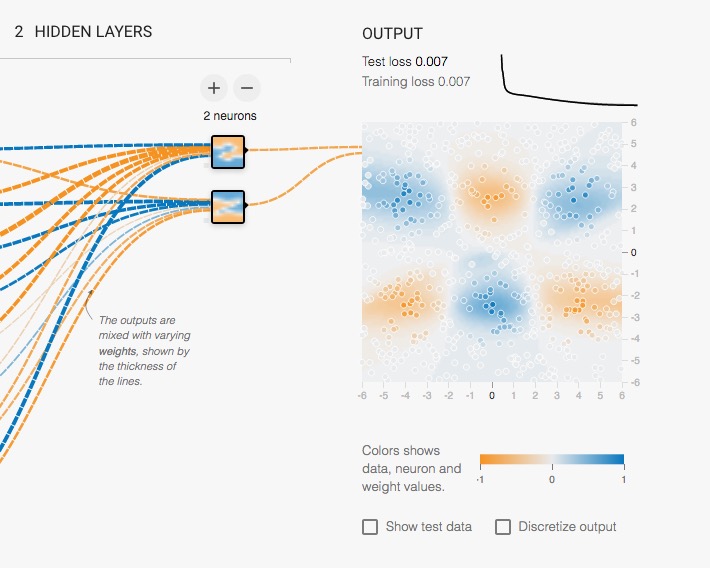 2 HIDDEN LAYERS
OUTPUT
Test loss 0.007
Training loss 0.007
+ −
2 neurons
The outputs are
mixed with varying
weights, shown by
the thickness of
the lines.
6
5
4
3
2
1
0
-1
-2
-3
-4
-5
-6
-6 -5 -4 -3 -2 -1 0 1 2 3 4 5 6
Colors shows
data, neuron and
weight values.
-1 0 1
Show test data
Discretize output